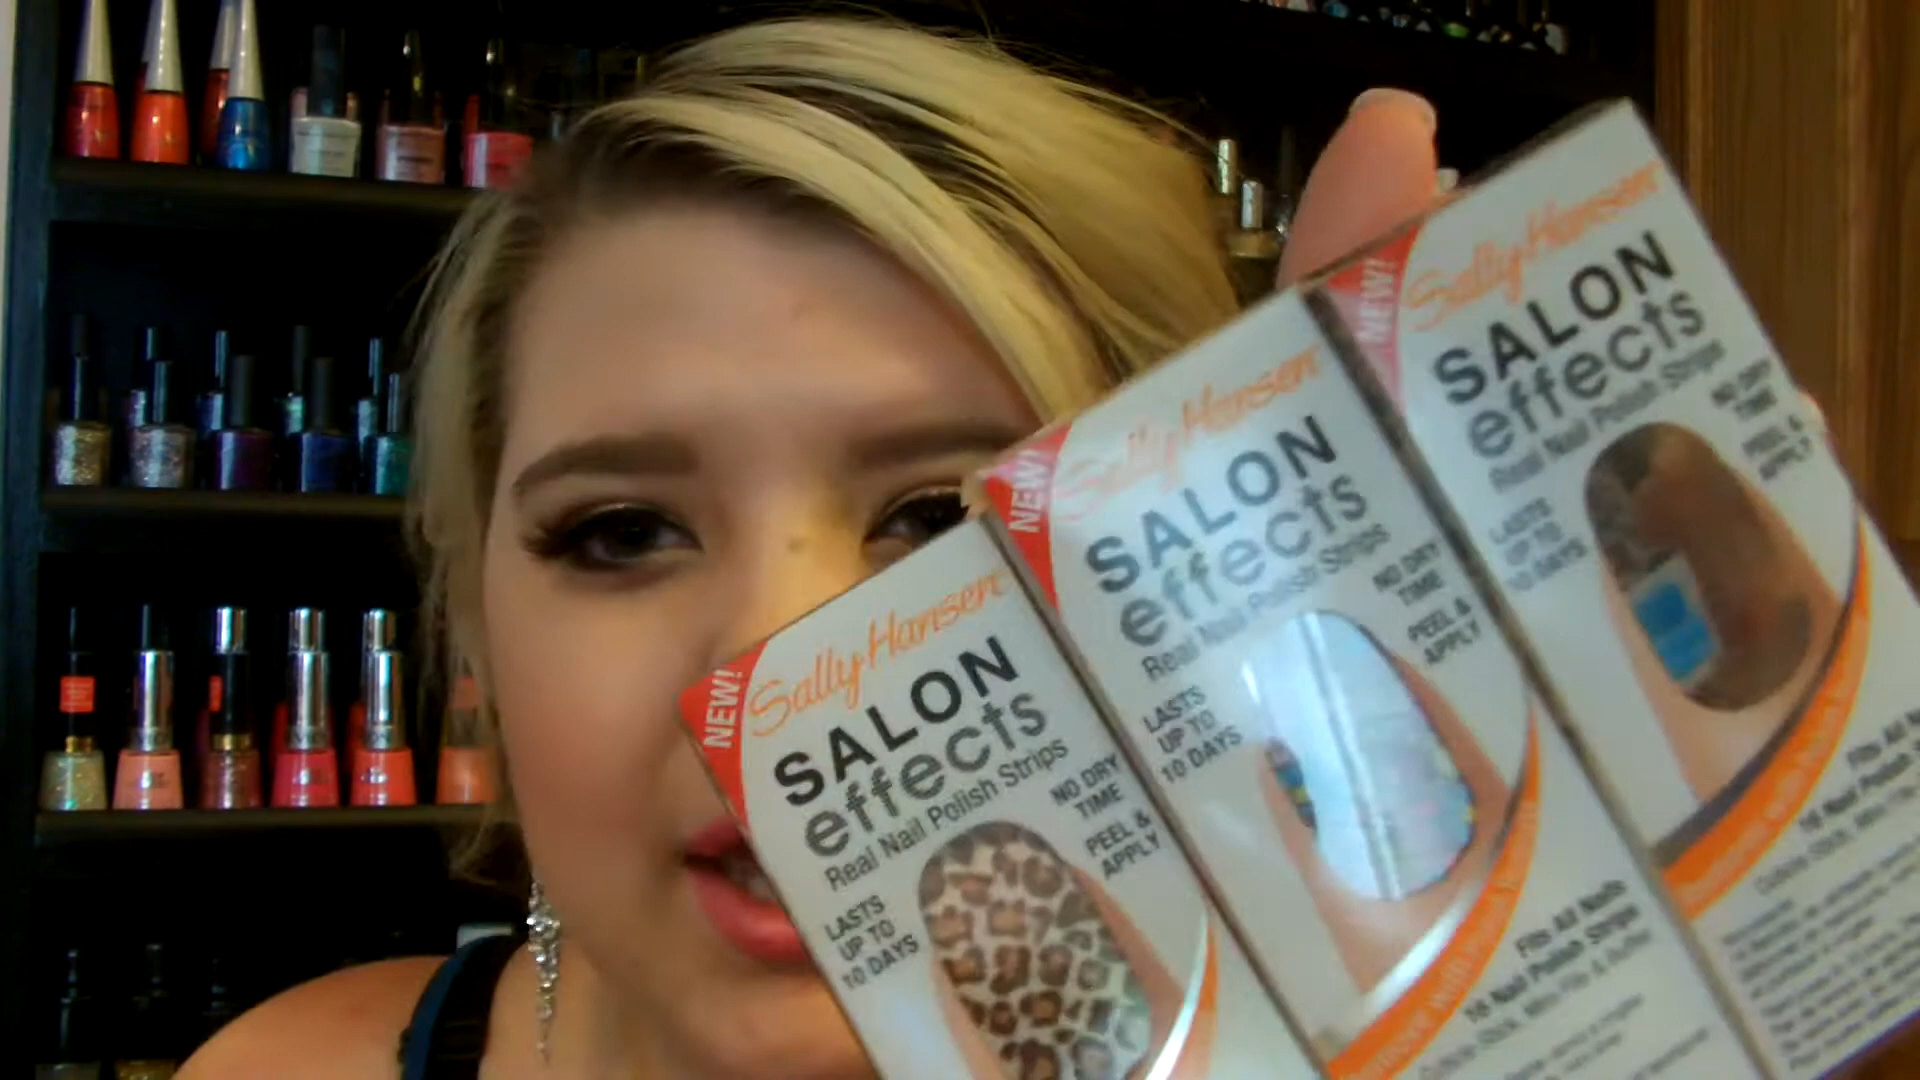 NEW!
Sally Hansen
SALON
effects
Real Nail Polish Strips
NO DRY
TIME
PEEL &
APPLY
LASTS
UP TO
10 DAYS
NEW!
Sally Hansen
SALON
effects
Real Nail Polish Strips
NO DRY
TIME
PEEL &
APPLY
LASTS
UP TO
10 DAYS
Fits All Nails
16 Nail Polish Strips
NEW!
Sally Hansen
SALON
effects
Real Nail Polish Strips
NO DRY
TIME
LASTS
UP TO
10 DAYS
Fits All
16 Nail Polish